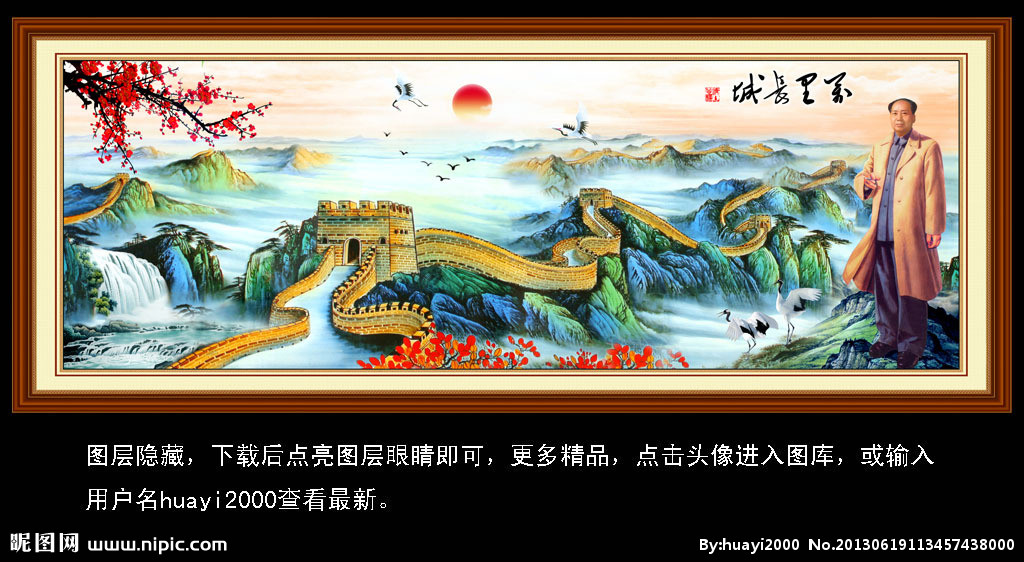 萬里長城
图层隐藏，下载后点亮图层眼睛即可，更多精品，点击头像进入图库，或输入
用户名huayi2000查看最新。
昵图网 www.nipic.com
By:huayi2000 No.20130619113457438000